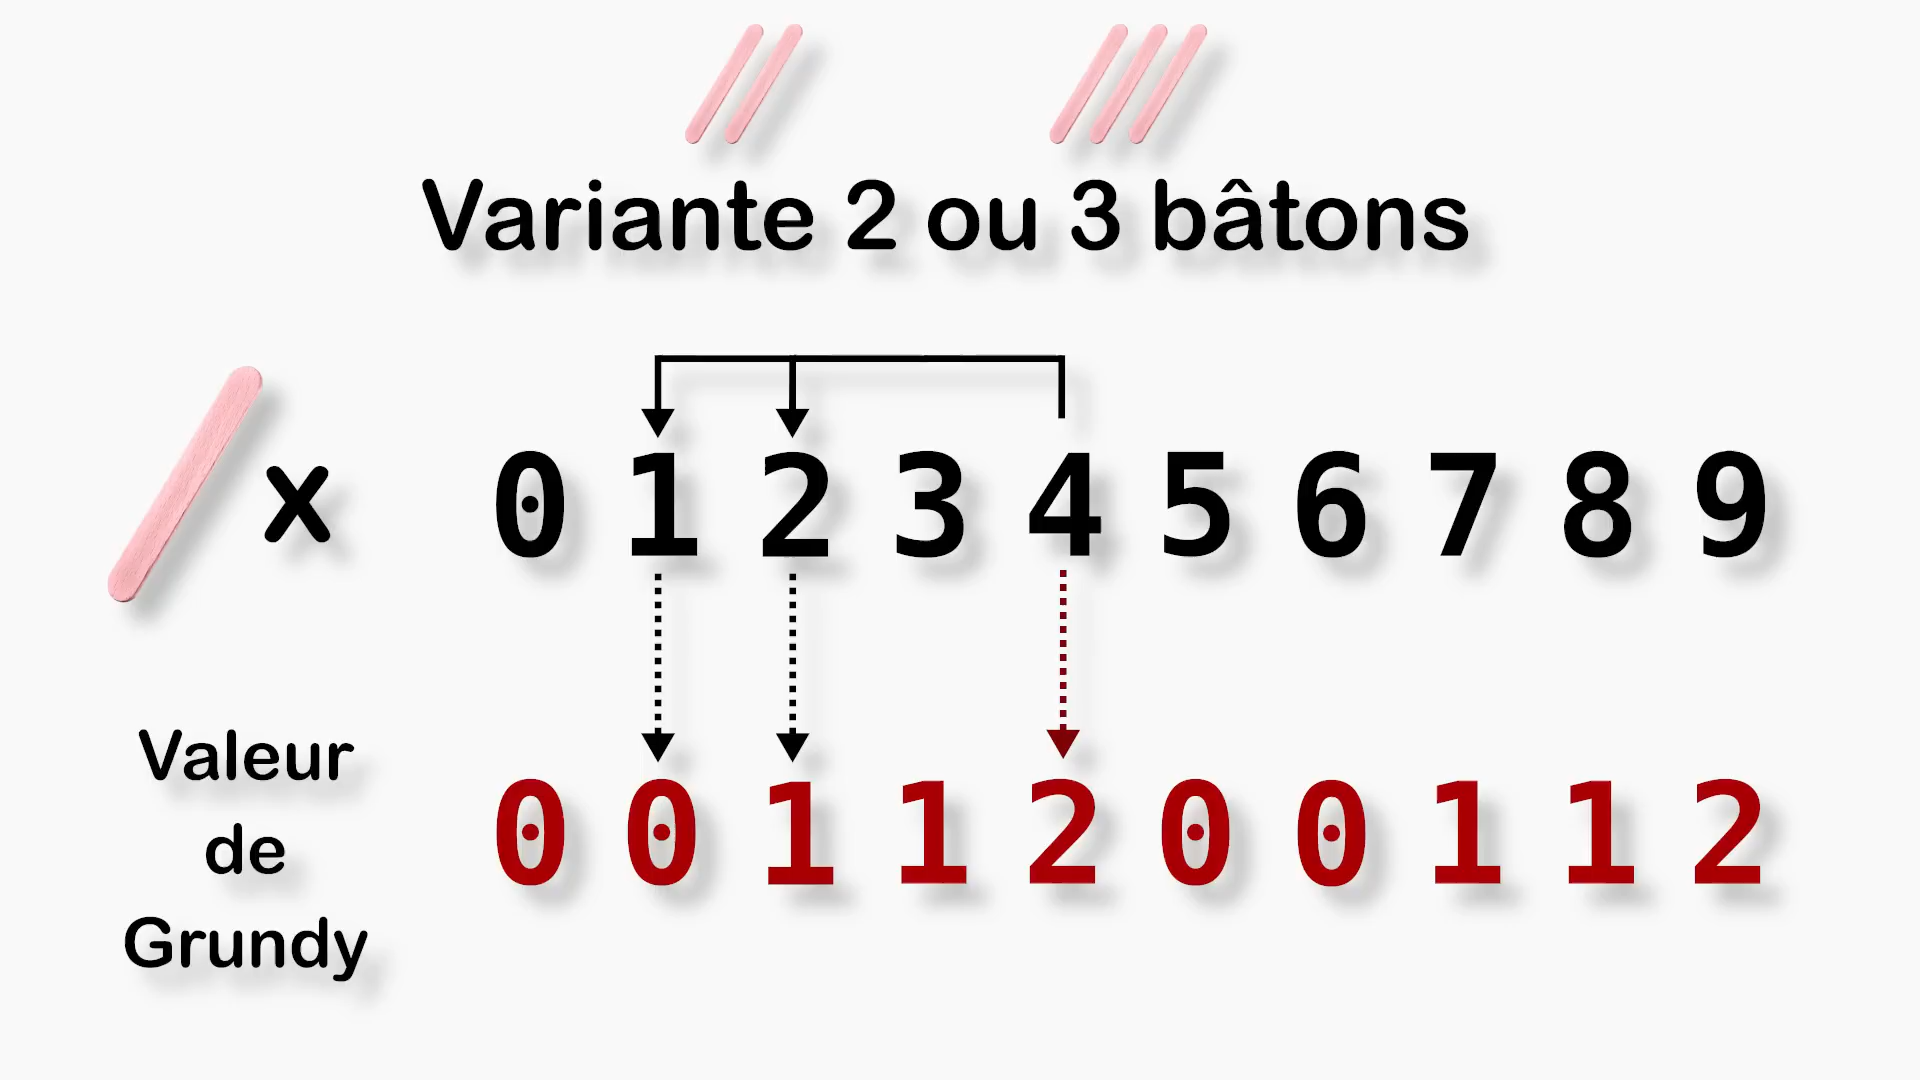 Variante 2 ou 3 bâtons
x 0 1 2 3 4 5 6 7 8 9
Valeur
de
Grundy
0 0 1 1 2 0 0 1 1 2